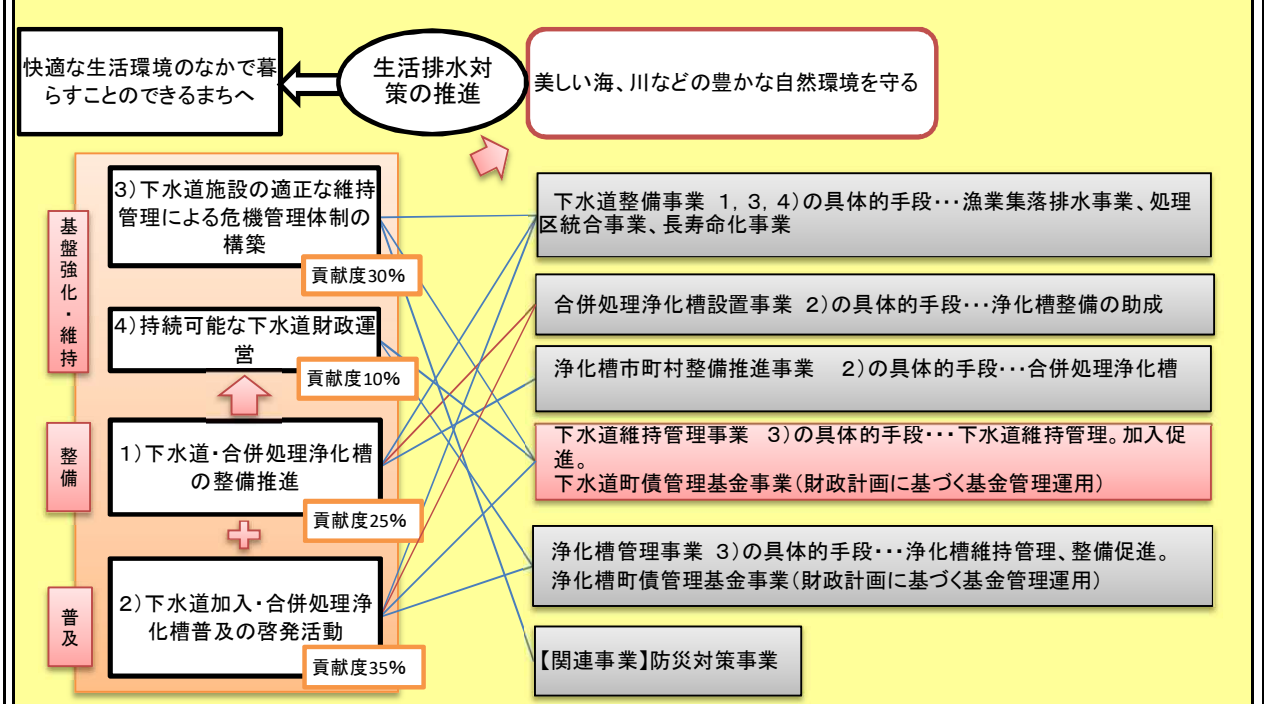 快適な生活環境のなかで暮
らすことのできるまちへ
生活排水対
策の推進
美しい海、川などの豊かな自然環境を守る
基盤強化・維持
3)下水道施設の適正な維持
管理による危機管理体制の
構築
貢献度30%
4)持続可能な下水道財政運
営
貢献度10%
整備
1)下水道・合併処理浄化槽
の整備推進
貢献度25%
普及
2)下水道加入・合併処理浄
化槽普及の啓発活動
貢献度35%
下水道整備事業 1, 3, 4)の具体的手段・・・漁業集落排水事業、処理
区統合事業、長寿命化事業
合併処理浄化槽設置事業 2)の具体的手段・・・浄化槽整備の助成
浄化槽市町村整備推進事業 2)の具体的手段・・・合併処理浄化槽
下水道維持管理事業 3)の具体的手段・・・下水道維持管理。加入促
進。
下水道町債管理基金事業(財政計画に基づく基金管理運用)
浄化槽管理事業 3)の具体的手段・・・浄化槽維持管理、整備促進。
浄化槽町債管理基金事業(財政計画に基づく基金管理運用)
【関連事業】防災対策事業